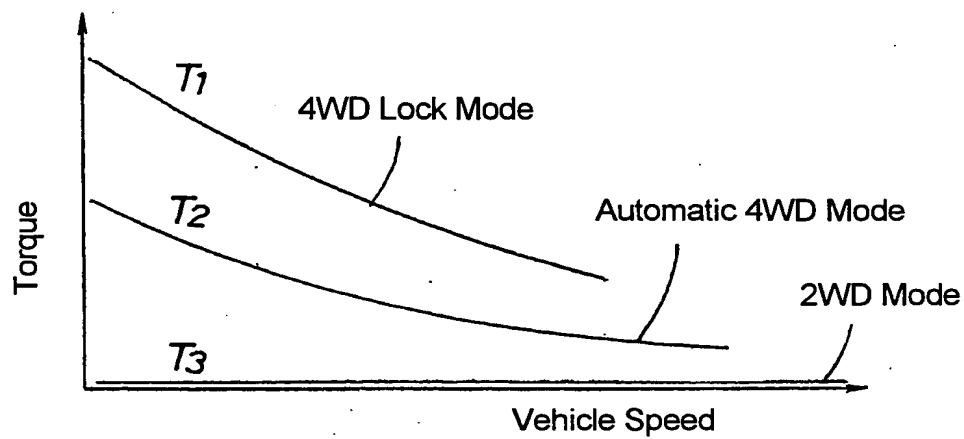 T1
4WD Lock Mode
T2
Automatic 4WD Mode
Torque
2WD Mode
T3
Vehicle Speed